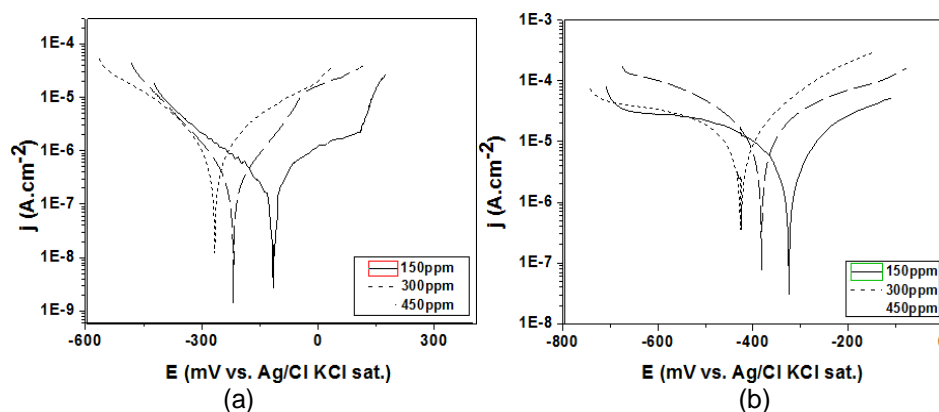 (a)
j (A.cm-2)
1E-4
1E-5
1E-6
1E-7
1E-8
1E-9
-600
-300
0
300
E (mV vs. Ag/Cl KCl sat.)
150ppm
300ppm
450ppm
(b)
j (A.cm-2)
1E-3
1E-4
1E-5
1E-6
1E-7
1E-8
-800
-600
-400
-200
E (mV vs. Ag/Cl KCl sat.)
150ppm
300ppm
450ppm